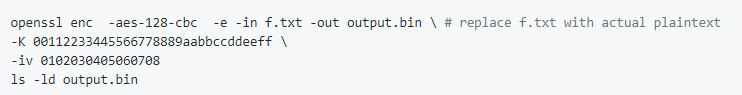 openssl enc  -aes-128-cbc  -e -in f.txt -out output.bin \ # replace f.txt with actual plaintext
-K 00112233445566778889aabbccddeeff \
-iv 0102030405060708
ls -ld output.bin